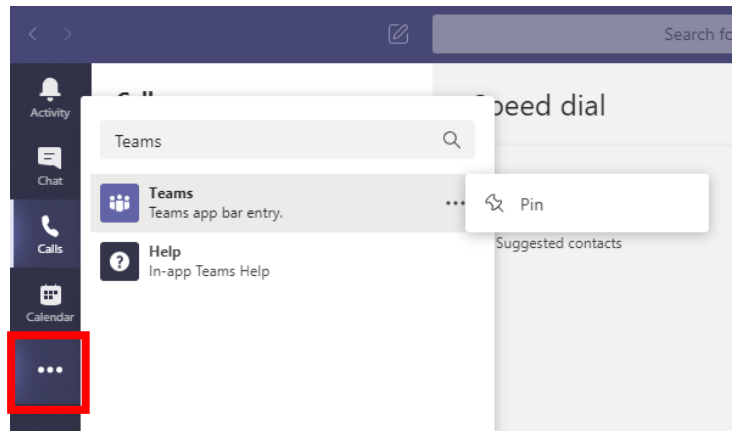 Search fo
Activity
Chat
Calls
Calendar
Teams
Teams
Teams app bar entry.
Help
In-app Teams Help
Pin
peed dial
Suggested contacts